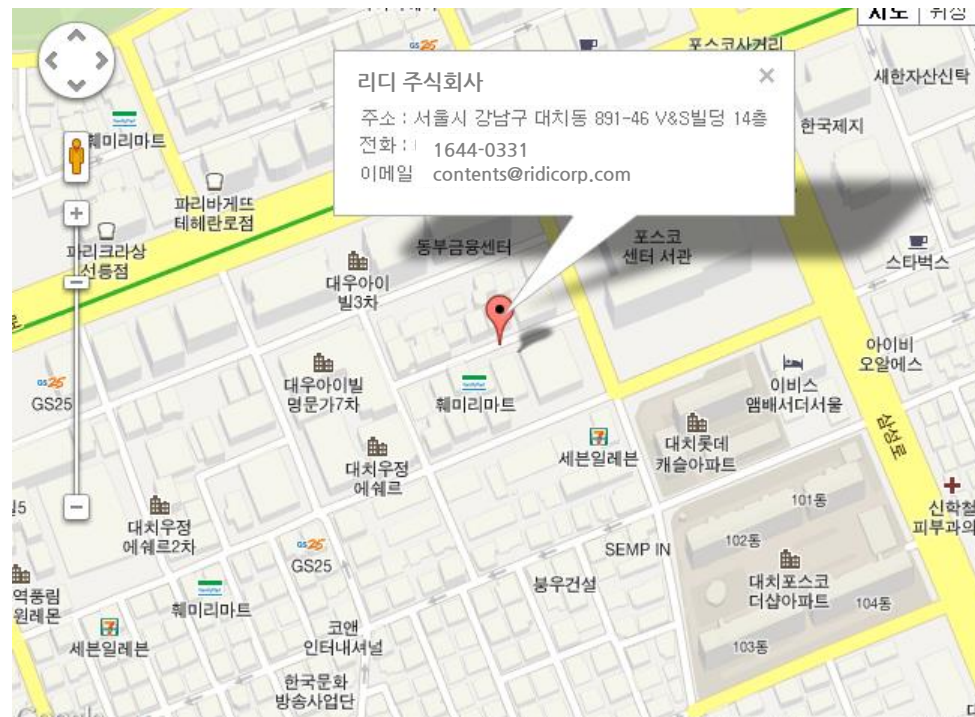 지도 위성
포스코사거리
새한자산신탁
리디 주식회사
주소 : 서울시 강남구 대치동 891-46 V&S빌딩 14층
전화 : 1644-0331
이메일 contents@ridicorp.com
한국제지
GS25
훼미리마트
파리바게뜨
테헤란로점
파리크라상
선릉점
동부금융센터
포스코
센터 서관
스타벅스
대우아이
빌3차
아이비
오알에스
GS25
GS25
대우아이빌
명문가7차
훼미리마트
이비스
앰배서더서울
세븐일레븐
대치롯데
캐슬아파트
삼성로
대치우정
에쉐르
대치우정
에쉐르2차
101동
신학철
피부과의
102동
SEMP IN
GS25
GS25
대치포스코
더샵아파트
104동
붕우건설
역풍림
원레몬
훼미리마트
세븐일레븐
코앤
인터내셔널
103동
한국문화
방송사업단